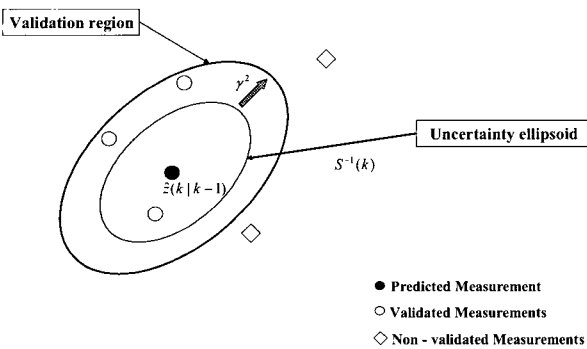 Validation region
γ²
Uncertainty ellipsoid
S⁻¹(k)
ẑ(k | k−1)
Predicted Measurement
Validated Measurements
Non - validated Measurements